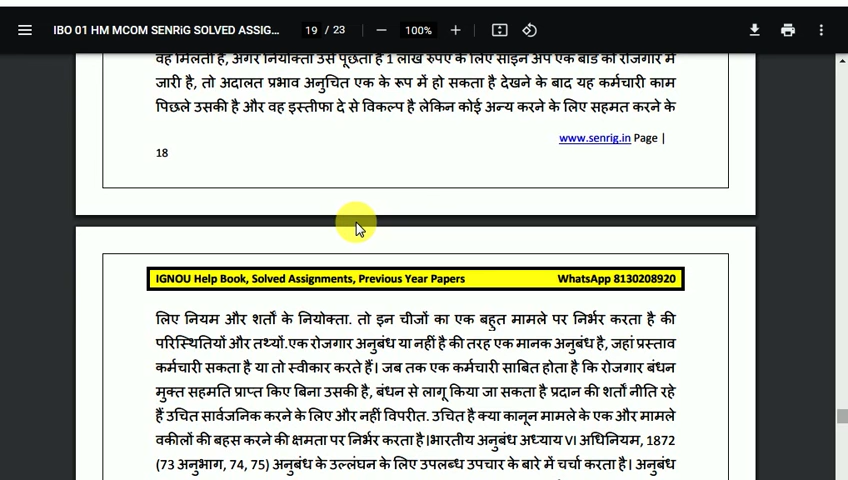 IBO 01 HM MCOM SENRiG SOLVED ASSIG... 19 / 23 100%
वह मिलता है, अगर नियोक्ता उसे पूछता है 1 लाख रुपए के लिए साइन अप एक बांड का रोजगार में
जारी है, तो अदालत प्रभाव अनुचित एक के रूप में हो सकता है देखने के बाद यह कर्मचारी काम
पिछले उसकी है और वह इस्तीफा दे से विकल्प है लेकिन कोई अन्य करने के लिए सहमत करने के
www.senrig.in Page |
18
IGNOU Help Book, Solved Assignments, Previous Year Papers WhatsApp 8130208920
लिए नियम और शर्तों के नियोक्ता. तो इन चीजों का एक बहुत मामले पर निर्भर करता है की
परिस्थितियों और तथ्यों.एक रोजगार अनुबंध या नहीं है की तरह एक मानक अनुबंध है, जहां प्रस्ताव
कर्मचारी सकता है या तो स्वीकार करते हैं। जब तक एक कर्मचारी साबित होता है कि रोजगार बंधन
मुक्त सहमति प्राप्त किए बिना उसकी है, बंधन से लागू किया जा सकता है प्रदान की शर्तों नीति रहे
हैं उचित सार्वजनिक करने के लिए और नहीं विपरीत. उचित है क्या कानून मामले के एक और मामले
वकीलों की बहस करने की क्षमता पर निर्भर करता है।भारतीय अनुबंध अध्याय VI अधिनियम, 1872
(73 अनुभाग, 74, 75) अनुबंध के उल्लंघन के लिए उपलब्ध उपचार के बारे में चर्चा करता है। अनुबंध